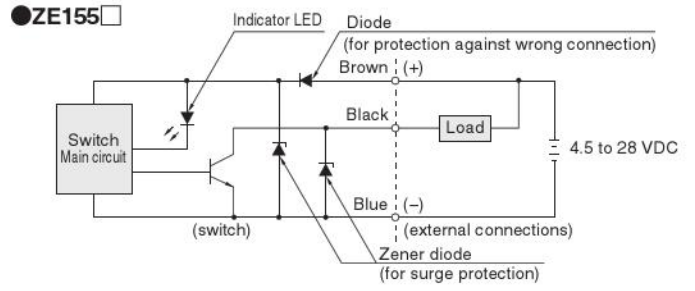 ●ZE155□
Indicator LED
Diode
(for protection against wrong connection)
Brown (+)
Black
Switch
Main circuit
Load
4.5 to 28 VDC
Blue (−)
(switch)
(external connections)
Zener diode
(for surge protection)